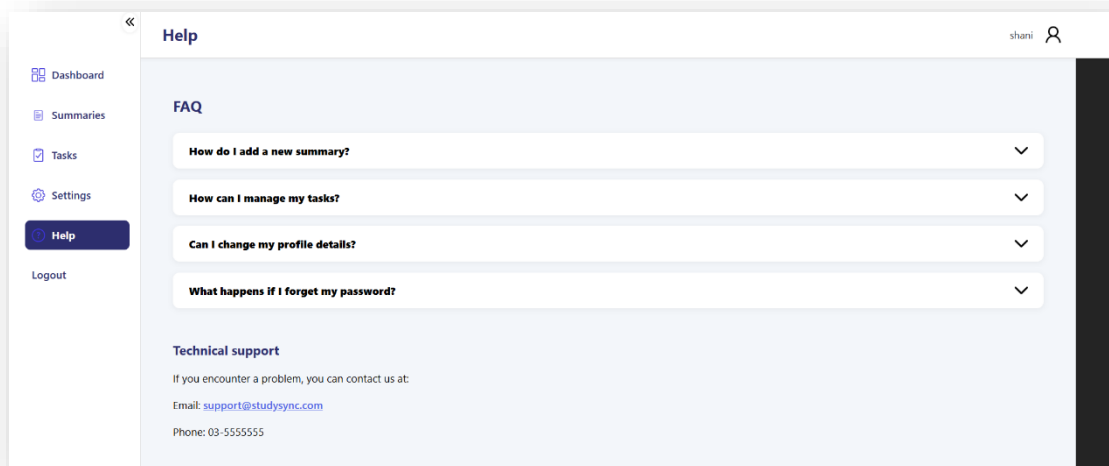 Help
shani
Dashboard
Summaries
Tasks
Settings
Help
Logout
FAQ
How do I add a new summary?
How can I manage my tasks?
Can I change my profile details?
What happens if I forget my password?
Technical support
If you encounter a problem, you can contact us at:
Email: support@studysync.com
Phone: 03-5555555